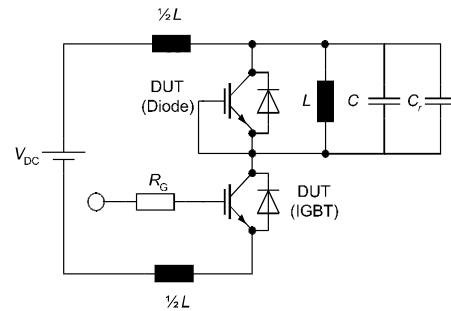 ½L
DUT
(Diode)
L
C
Cr
VDC
RG
DUT
(IGBT)
½L